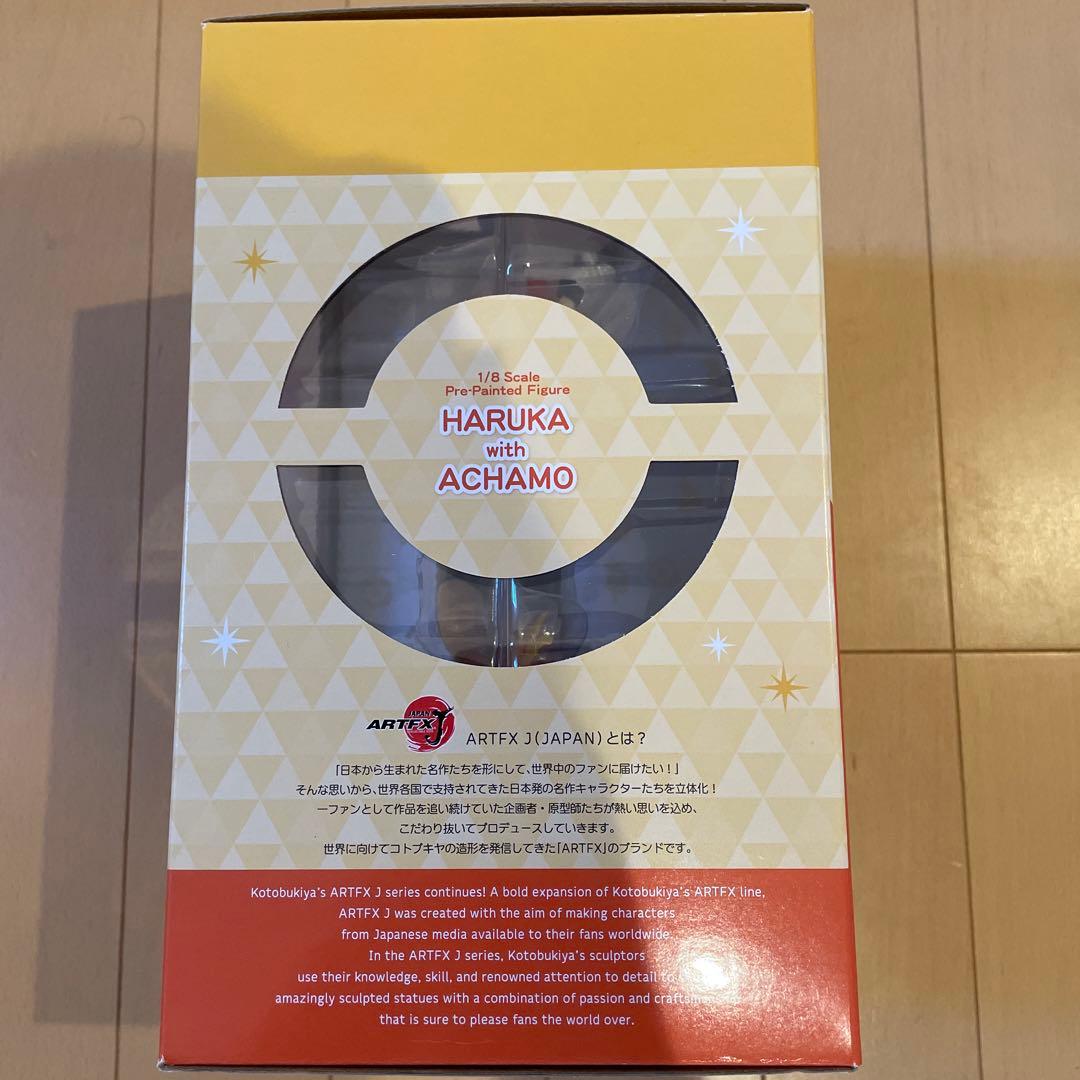 1/8 Scale
Pre-Painted Figure
HARUKA
with
ACHAMO
JAPAN
ARTFX J
ARTFX J(JAPAN)とは？
「日本から生まれた名作たちを形にして、世界中のファンに届けたい！」
そんな思いから、世界各国で支持されてきた日本発の名作キャラクターたちを立体化！
一ファンとして作品を追い続けていた企画者・原型師たちが熱い思いを込め、
こだわり抜いてプロデュースしていきます。
世界に向けてコトブキヤの造形を発信してきた「ARTFX」のブランドです。
Kotobukiya's ARTFX J series continues! A bold expansion of Kotobukiya's ARTFX line,
ARTFX J was created with the aim of making characters
from Japanese media available to their fans worldwide.
In the ARTFX J series, Kotobukiya's sculptors
use their knowledge, skill, and renowned attention to detail to
amazingly sculpted statues with a combination of passion and
that is sure to please fans the world over.